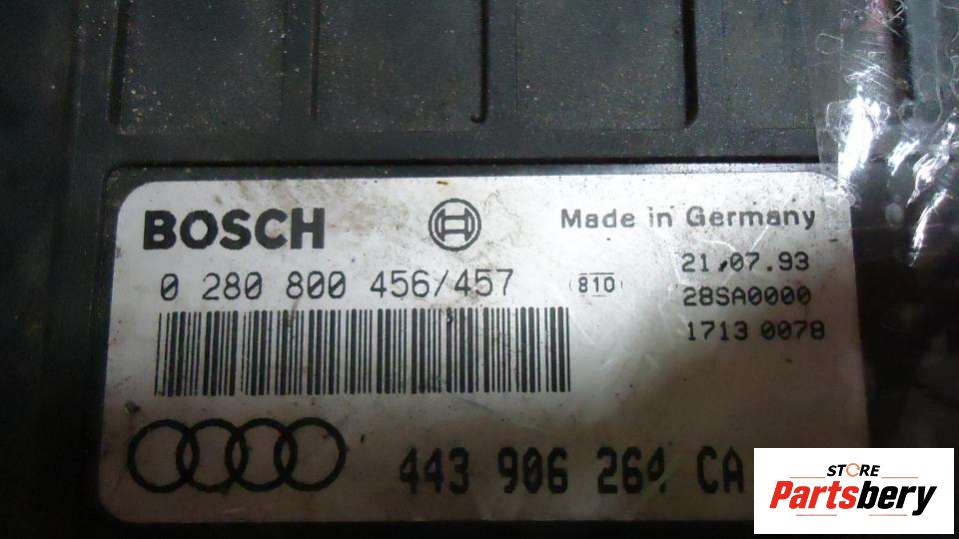 BOSCH
Made in Germany
0 280 800 456/457
810
21.07.93
28SA0000
1713 0078
443 906 264 CA
STORE
Partsbery